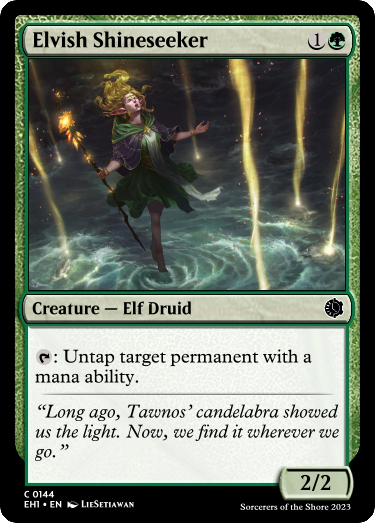 Elvish Shineseeker 1
Creature — Elf Druid
: Untap target permanent with a
mana ability.
“Long ago, Tawnos’ candelabra showed
us the light. Now, we find it wherever we
go.”
2/2
C 0144
EH1 • EN LieSetiawan
Sorcerers of the Shore 2023